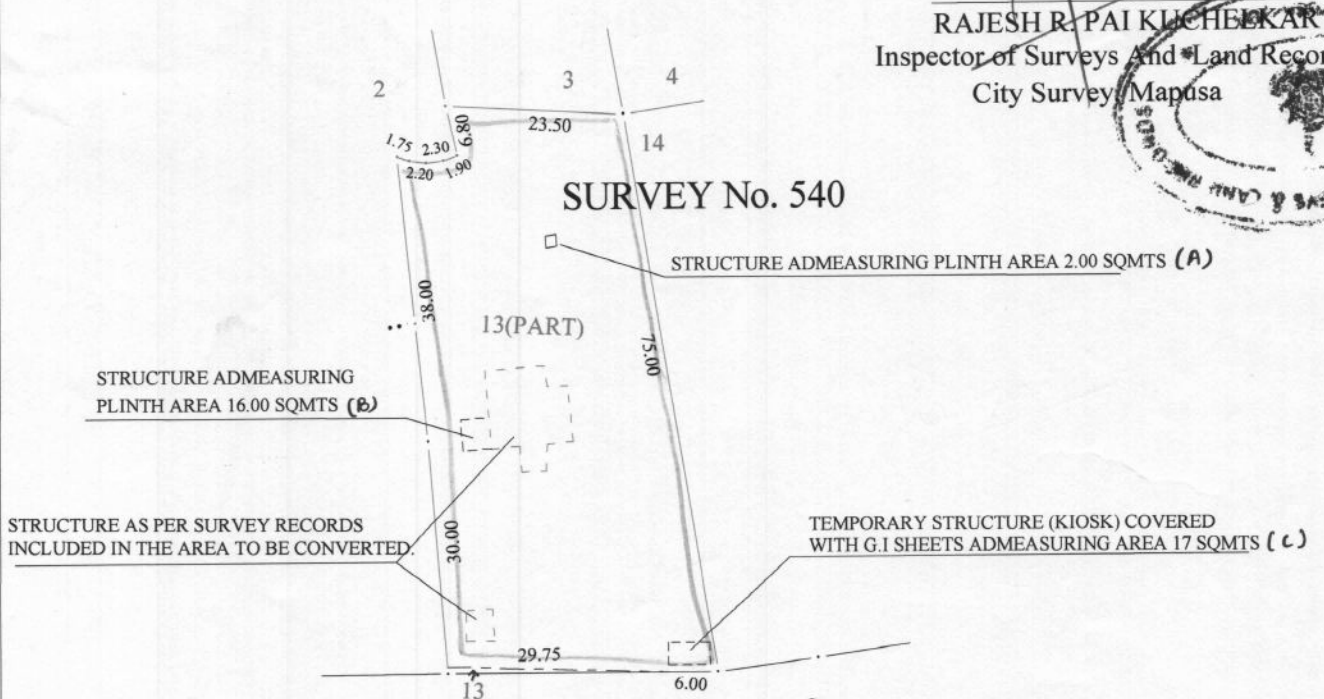 RAJESH R. PAI KUCHELKAR
Inspector of Surveys And Land
City Survey, Mapusa
2
3
4
6.80
23.50
14
1.75
2.30
2.20
1.90
SURVEY No. 540
STRUCTURE ADMEASURING PLINTH AREA 2.00 SQMTS (A)
38.00
13(PART)
75.00
STRUCTURE ADMEASURING
PLINTH AREA 16.00 SQMTS (B)
STRUCTURE AS PER SURVEY RECORDS
INCLUDED IN THE AREA TO BE CONVERTED.
30.00
TEMPORARY STRUCTURE (KIOSK) COVERED
WITH G.I SHEETS ADMEASURING AREA 17 SQMTS (C)
29.75
6.00
13